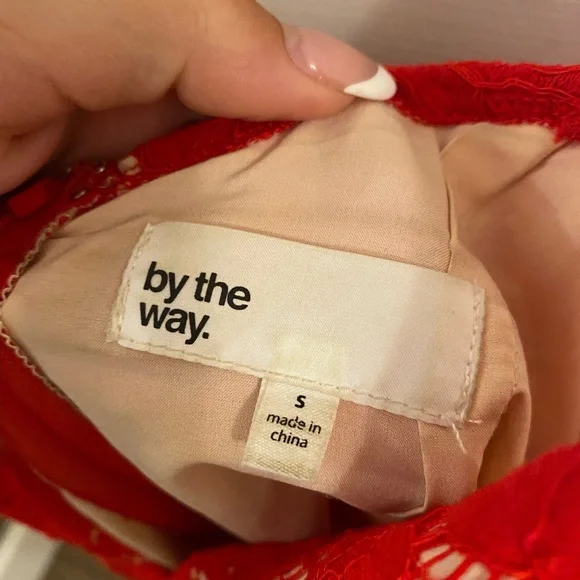 by the
way.
S
made in
china